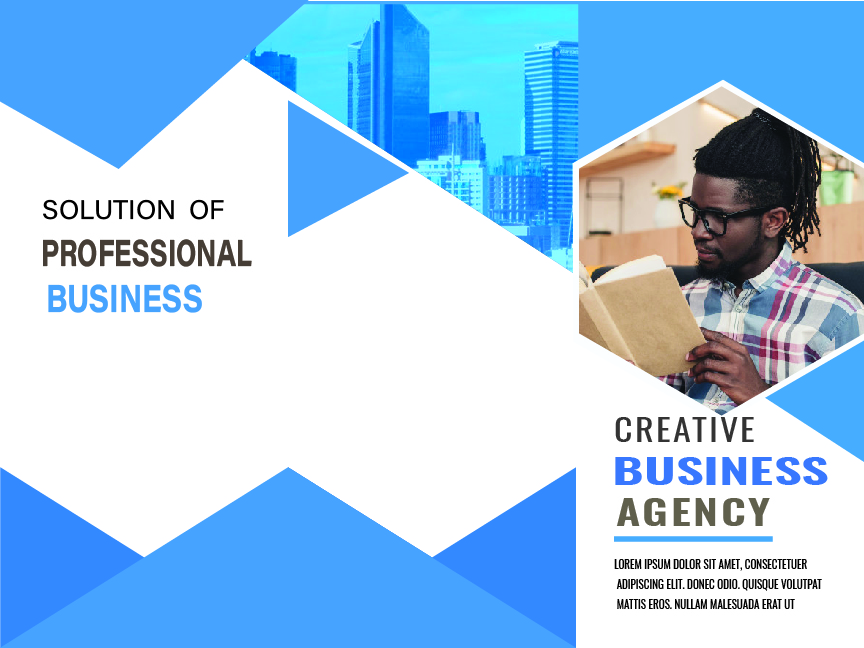 SOLUTION OF
PROFESSIONAL
BUSINESS
CREATIVE
BUSINESS
AGENCY
LOREM IPSUM DOLOR SIT AMET, CONSECTETUER
ADIPISCING ELIT. DONEC ODIO. QUISQUE VOLUTPAT
MATTIS EROS. NULLAM MALESUADA ERAT UT